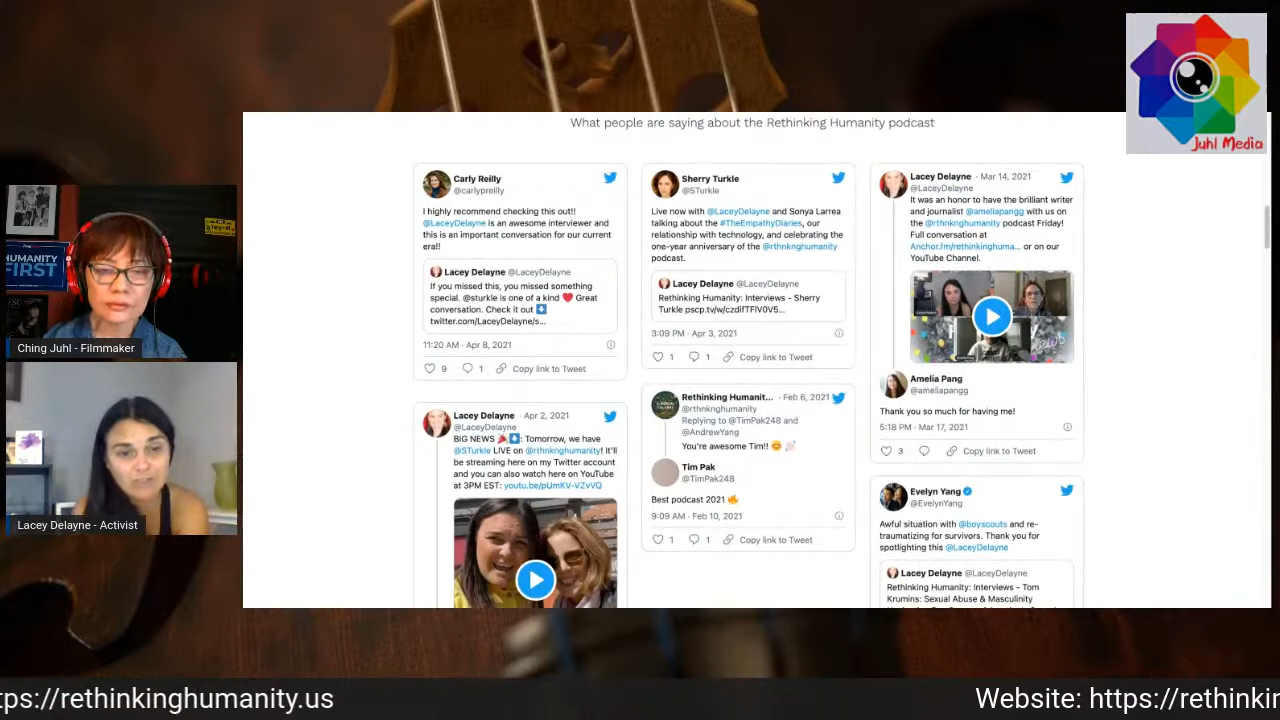 Juhl Media
What people are saying about the Rethinking Humanity podcast
Carly Reilly
@carlypreilly
I highly recommend checking this out!!
@LaceyDelayne is an awesome interviewer and
this is an important conversation for our current
era!!
Lacey Delayne @LaceyDelayne
If you missed this, you missed something
special. @sturkle is one of a kind ❤️ Great
conversation. Check it out ⬇️
twitter.com/LaceyDelayne/s...
11:20 AM · Apr 8, 2021
9 1 Copy link to Tweet
Lacey Delayne · Apr 2, 2021
@LaceyDelayne
BIG NEWS 🎉⬇️: Tomorrow, we have
@STurkle LIVE on @rthnknghumanity! It'll
be streaming here on my Twitter account
and you can also watch here on YouTube
at 3PM EST: youtu.be/pUmKV-VZvVQ
Sherry Turkle
@STurkle
Live now with @LaceyDelayne and Sonya Larrea
talking about the #TheEmpathyDiaries, our
relationship with technology, and celebrating the
one-year anniversary of the @rthnknghumanity
podcast.
Lacey Delayne @LaceyDelayne
Rethinking Humanity: Interviews - Sherry
Turkle pscp.tv/w/czdifTFlV0V5...
3:09 PM · Apr 3, 2021
1 1 Copy link to Tweet
Rethinking Humanit... · Feb 6, 2021
@rthnknghumanity
Replying to @TimPak248 and
@AndrewYang
You're awesome Tim!!
Tim Pak
@TimPak248
Best podcast 2021 🔥
9:09 AM · Feb 10, 2021
1 1 Copy link to Tweet
Lacey Delayne · Mar 14, 2021
@LaceyDelayne
It was an honor to have the brilliant writer
and journalist @ameliapangg with us on
the @rthnknghumanity podcast Friday!
Full conversation at
Anchor.fm/rethinkinghuma... or on our
YouTube Channel.
Amelia Pang
@ameliapangg
Thank you so much for having me!
5:18 PM · Mar 17, 2021
3 Copy link to Tweet
Evelyn Yang
@EvelynYang
Awful situation with @boyscouts and re-
traumatizing for survivors. Thank you for
spotlighting this @LaceyDelayne
Lacey Delayne @LaceyDelayne
Rethinking Humanity: Interviews - Tom
Krumins: Sexual Abuse & Masculinity
HUMANITY
FIRST
Ching Juhl - Filmmaker
Lacey Delayne - Activist
tps://rethinkinghumanity.us
Website: https://rethinkin